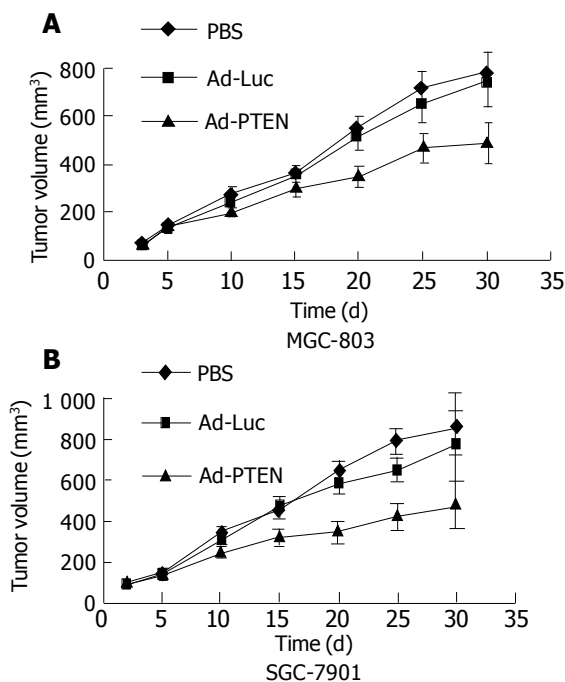 A
PBS
Ad-Luc
Ad-PTEN
Tumor volume (mm³)
800
600
400
200
0
0 5 10 15 20 25 30 35
Time (d)
MGC-803
B
PBS
Ad-Luc
Ad-PTEN
Tumor volume (mm³)
1 000
800
600
400
200
0
0 5 10 15 20 25 30 35
Time (d)
SGC-7901